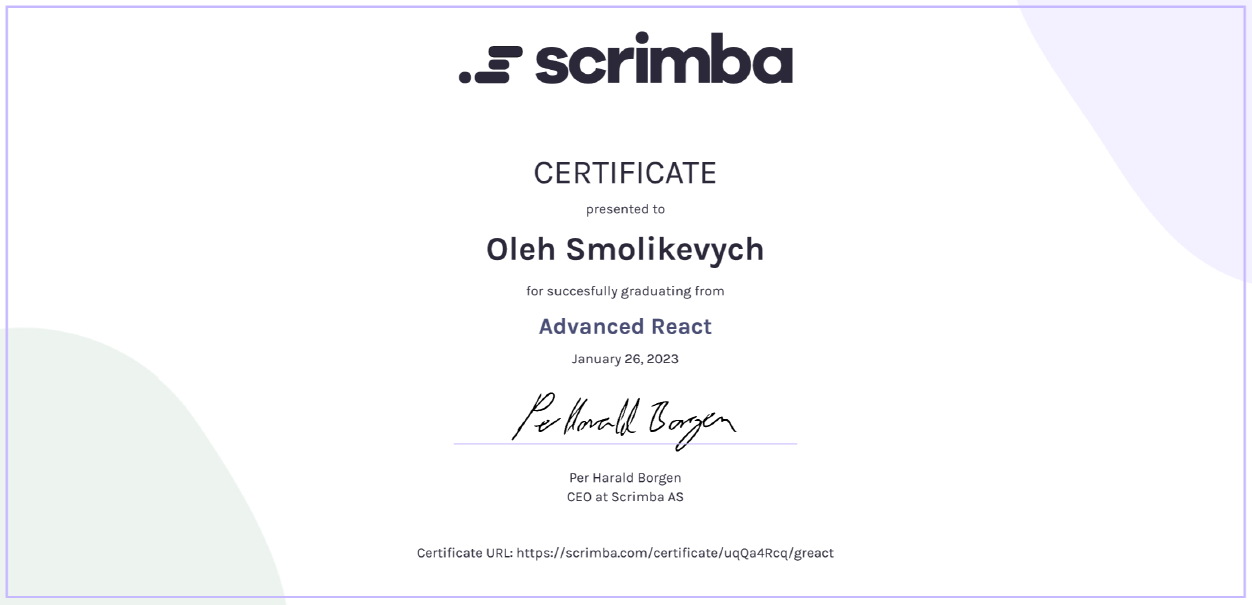 scrimba
CERTIFICATE
presented to
Oleh Smolikevych
for succesfully graduating from
Advanced React
January 26, 2023
Per Harald Borgen
Per Harald Borgen
CEO at Scrimba AS
Certificate URL: https://scrimba.com/certificate/uqQa4Rcq/greact